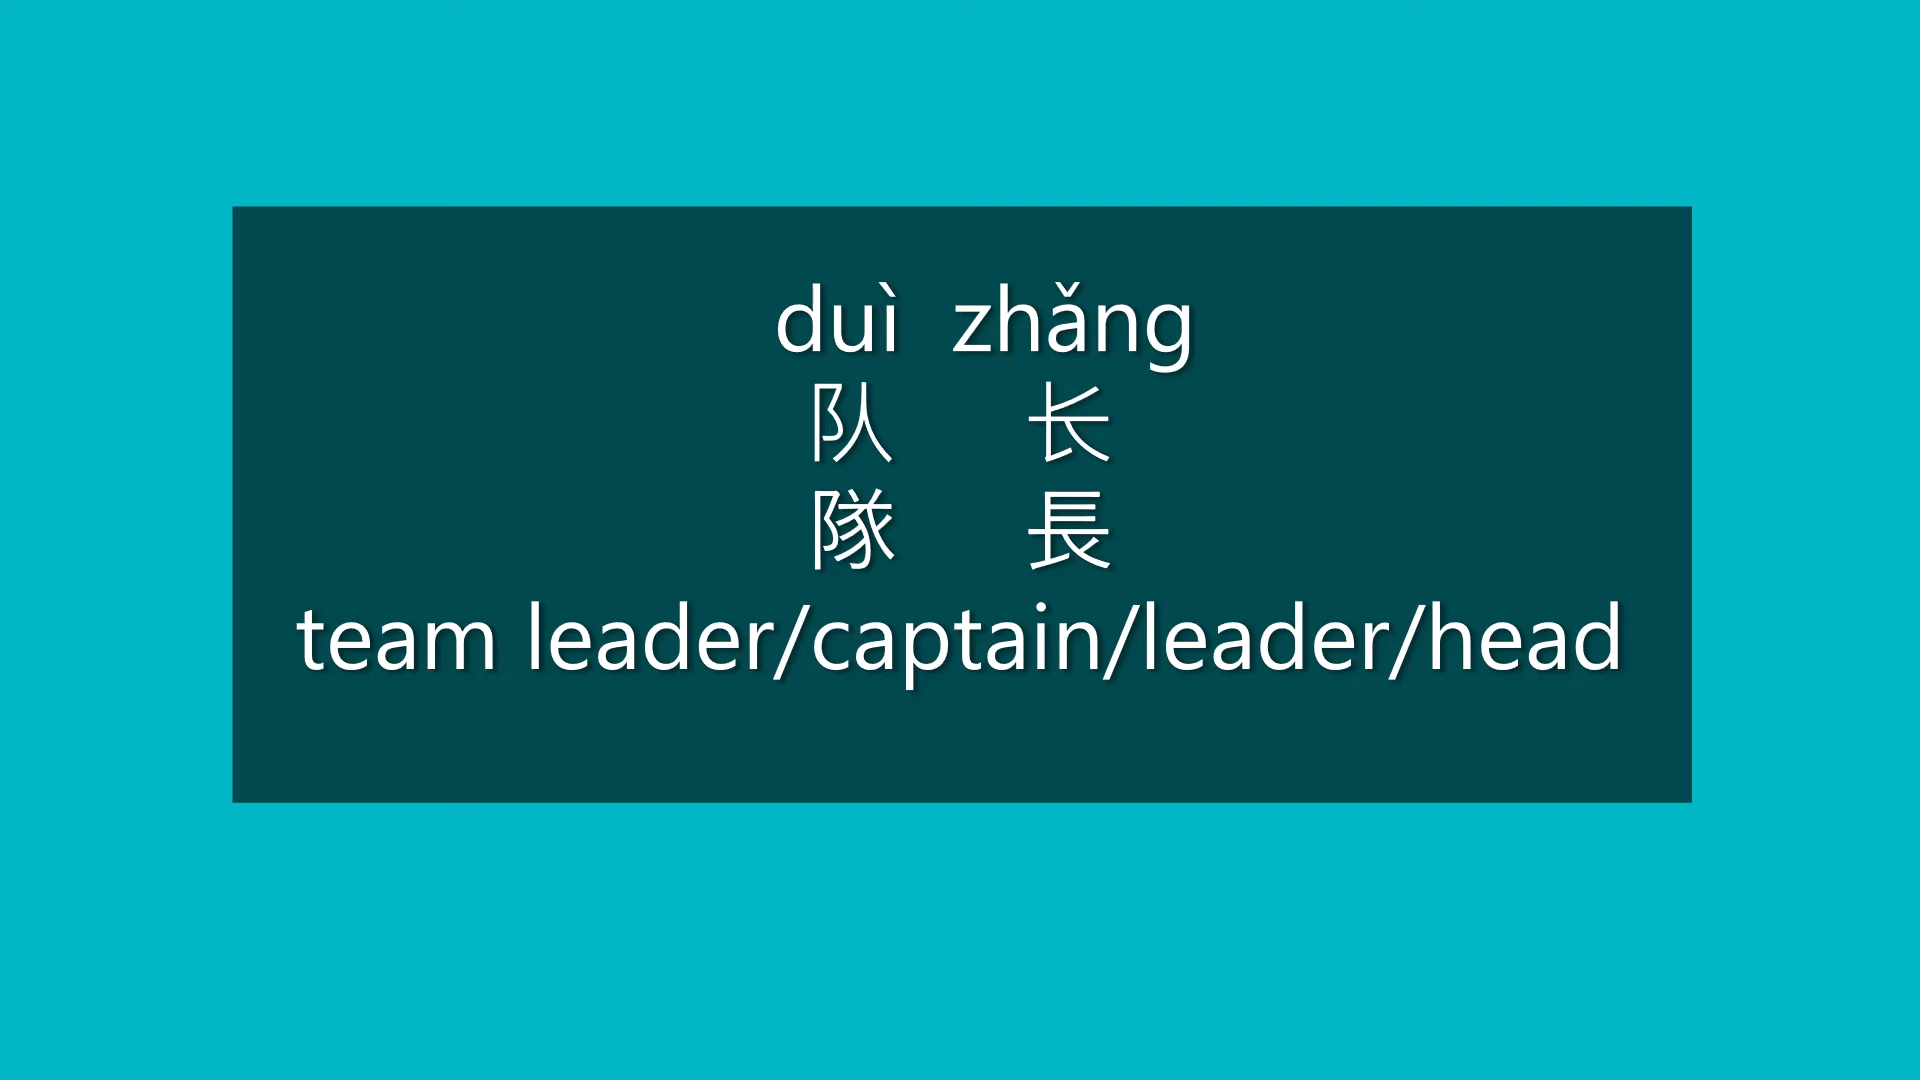 duì zhǎng
队 长
隊 長
team leader/captain/leader/head